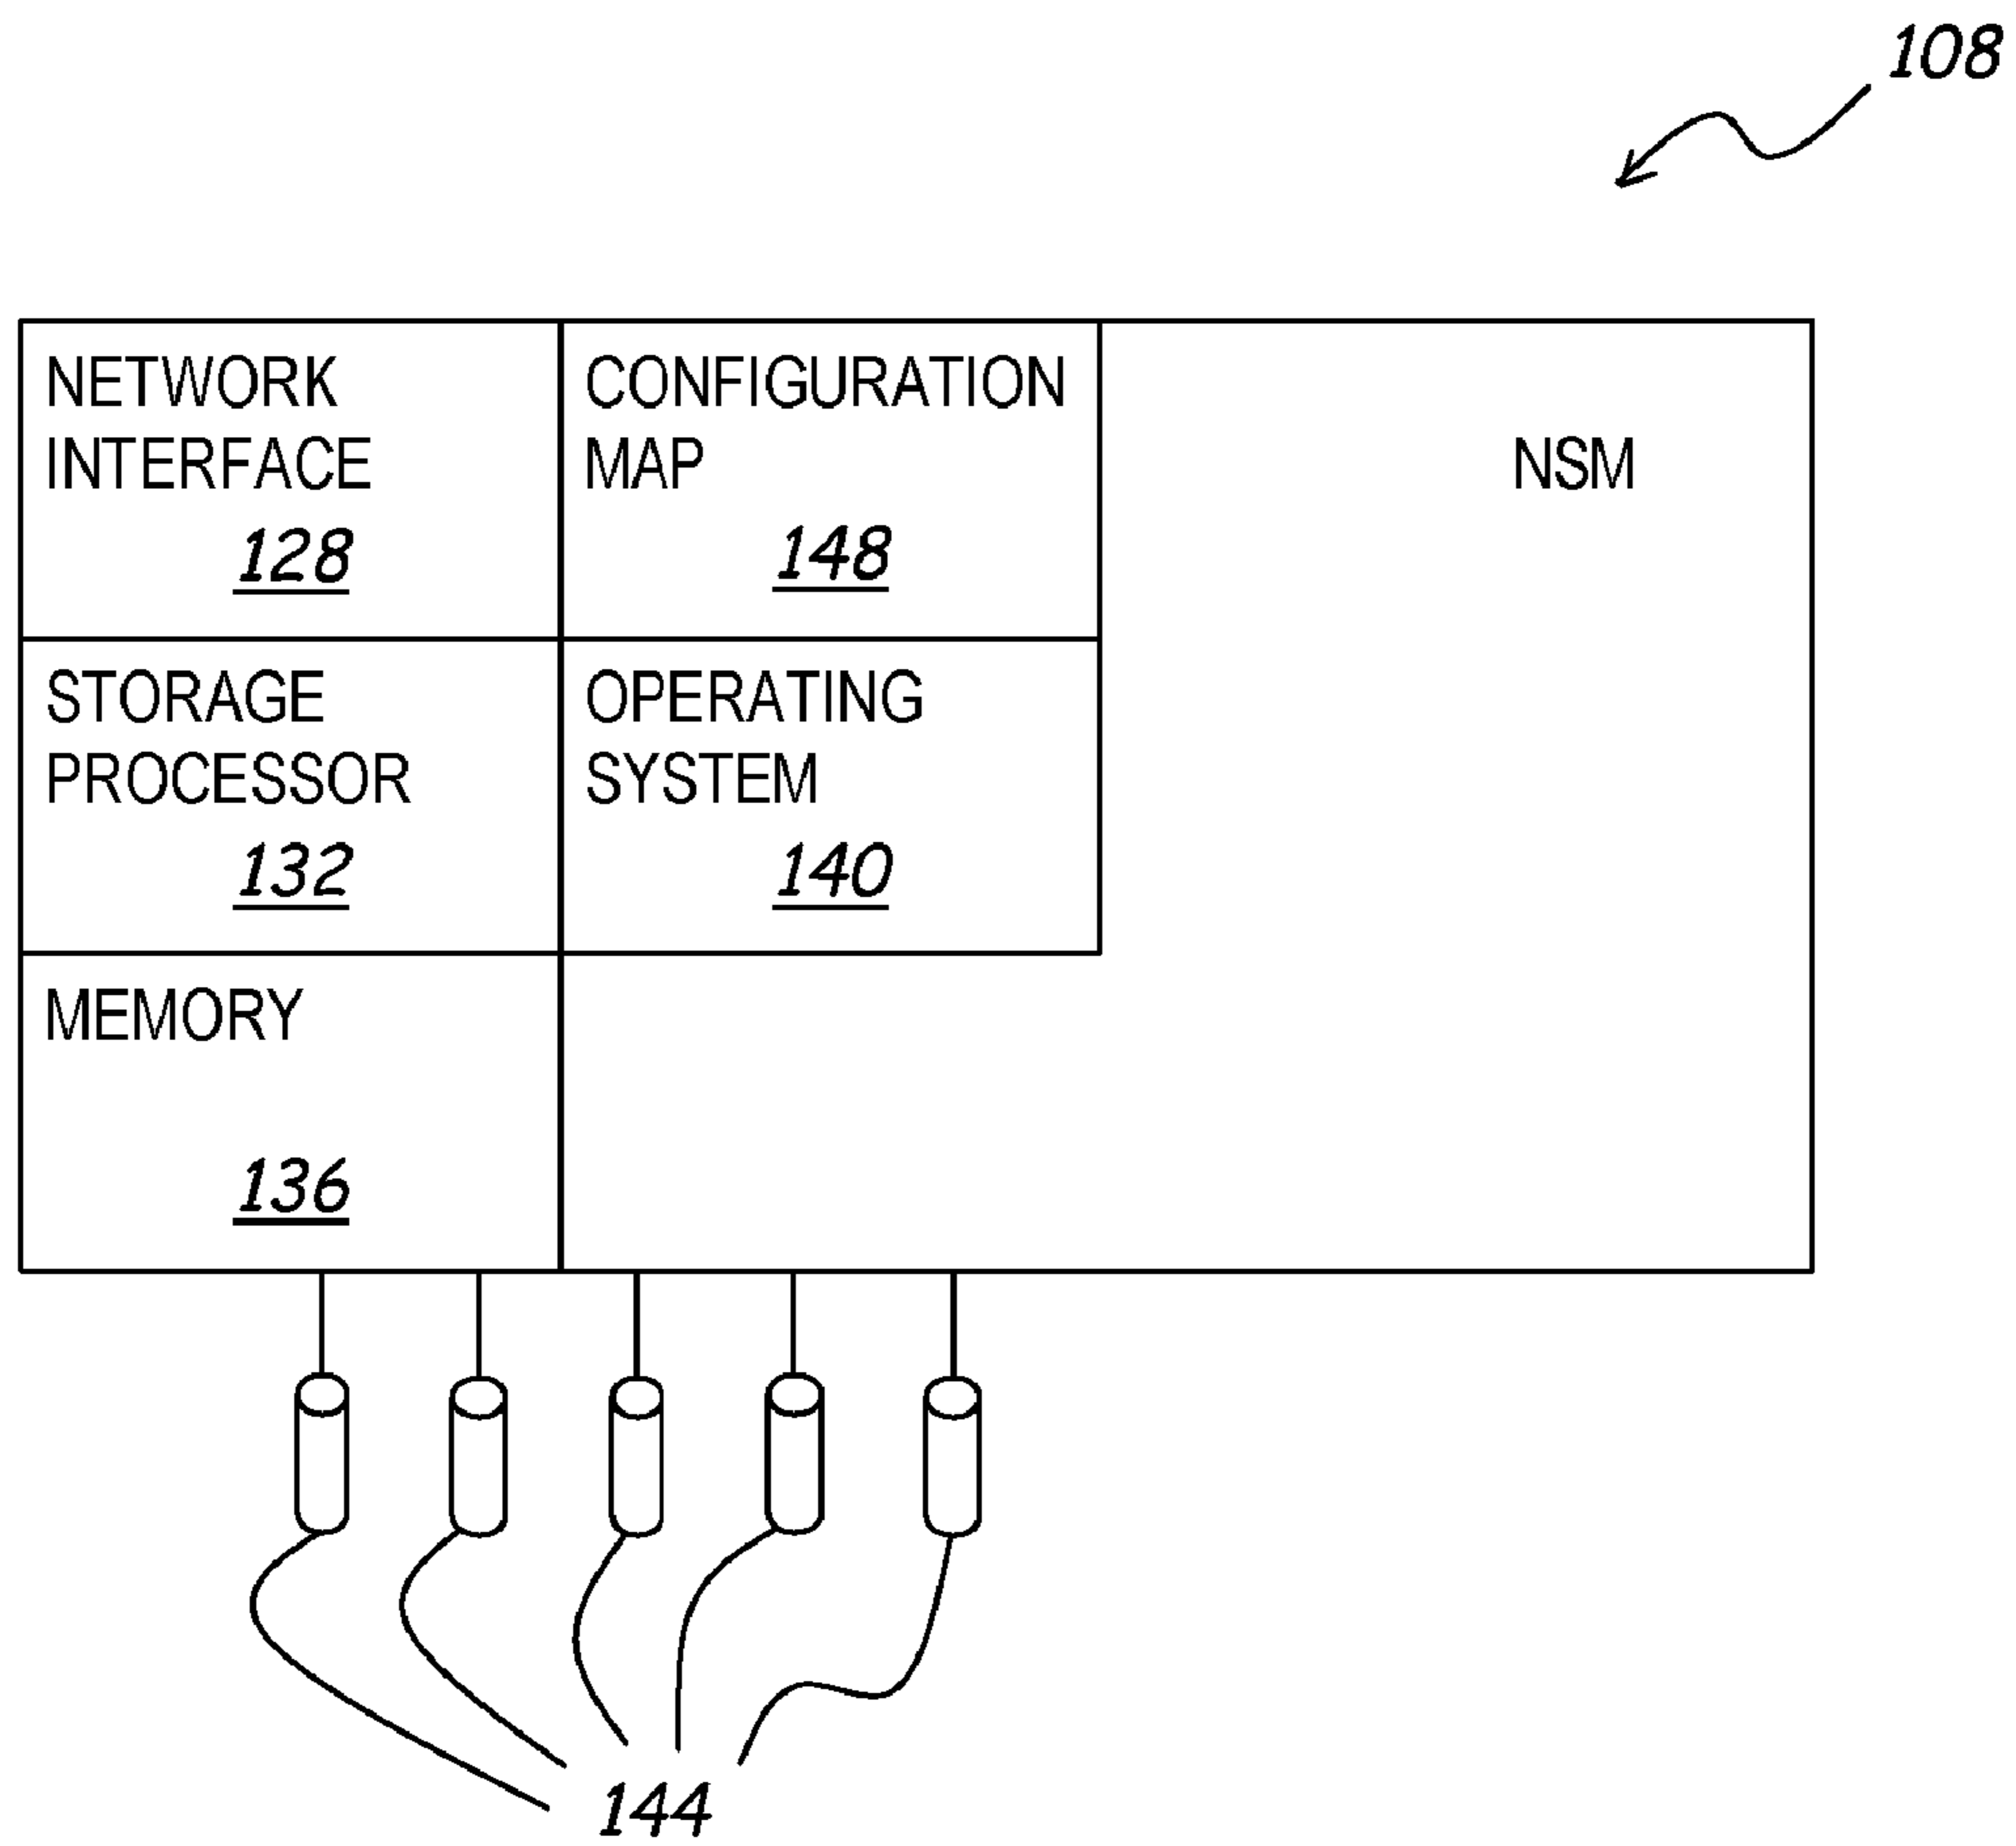 108
NETWORK
INTERFACE
128
CONFIGURATION
MAP
148
NSM
STORAGE
PROCESSOR
132
OPERATING
SYSTEM
140
MEMORY
136
144